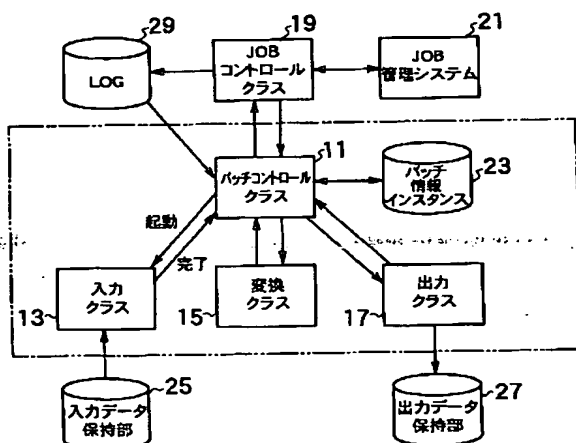 29
19
21
LOG
JOB
コントロール
クラス
JOB
管理システム
11
23
バッチコントロール
クラス
バッチ
情報
インスタンス
起動
完了
13
入力
クラス
15
変換
クラス
17
出力
クラス
25
入力データ
保持部
27
出力データ
保持部